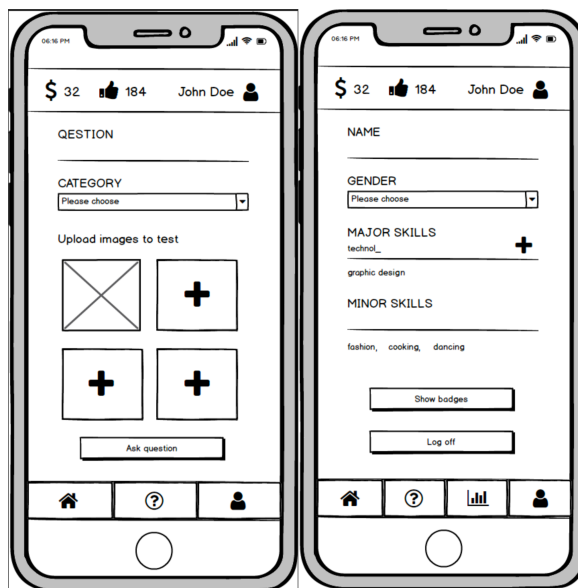 06:16 PM
$ 32 184 John Doe
QESTION
CATEGORY
Please choose
Upload images to test
Ask question
06:16 PM
$ 32 184 John Doe
NAME
GENDER
Please choose
MAJOR SKILLS
technol_
graphic design
MINOR SKILLS
fashion, cooking, dancing
Show badges
Log off